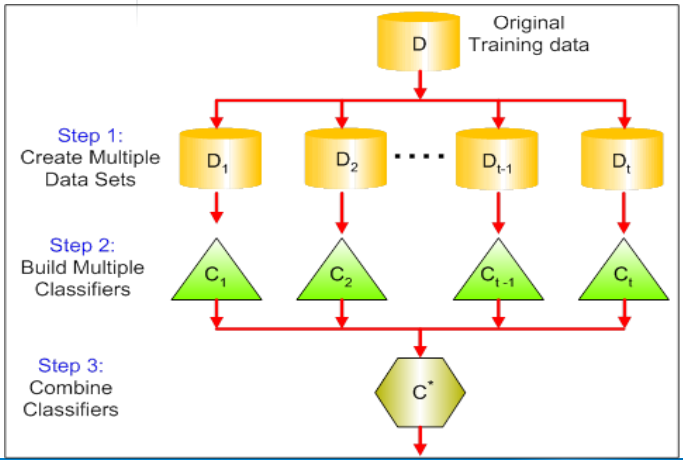 D
Original
Training data
Step 1:
Create Multiple
Data Sets
D1
D2
....
Dt-1
Dt
Step 2:
Build Multiple
Classifiers
C1
C2
Ct-1
Ct
Step 3:
Combine
Classifiers
C*